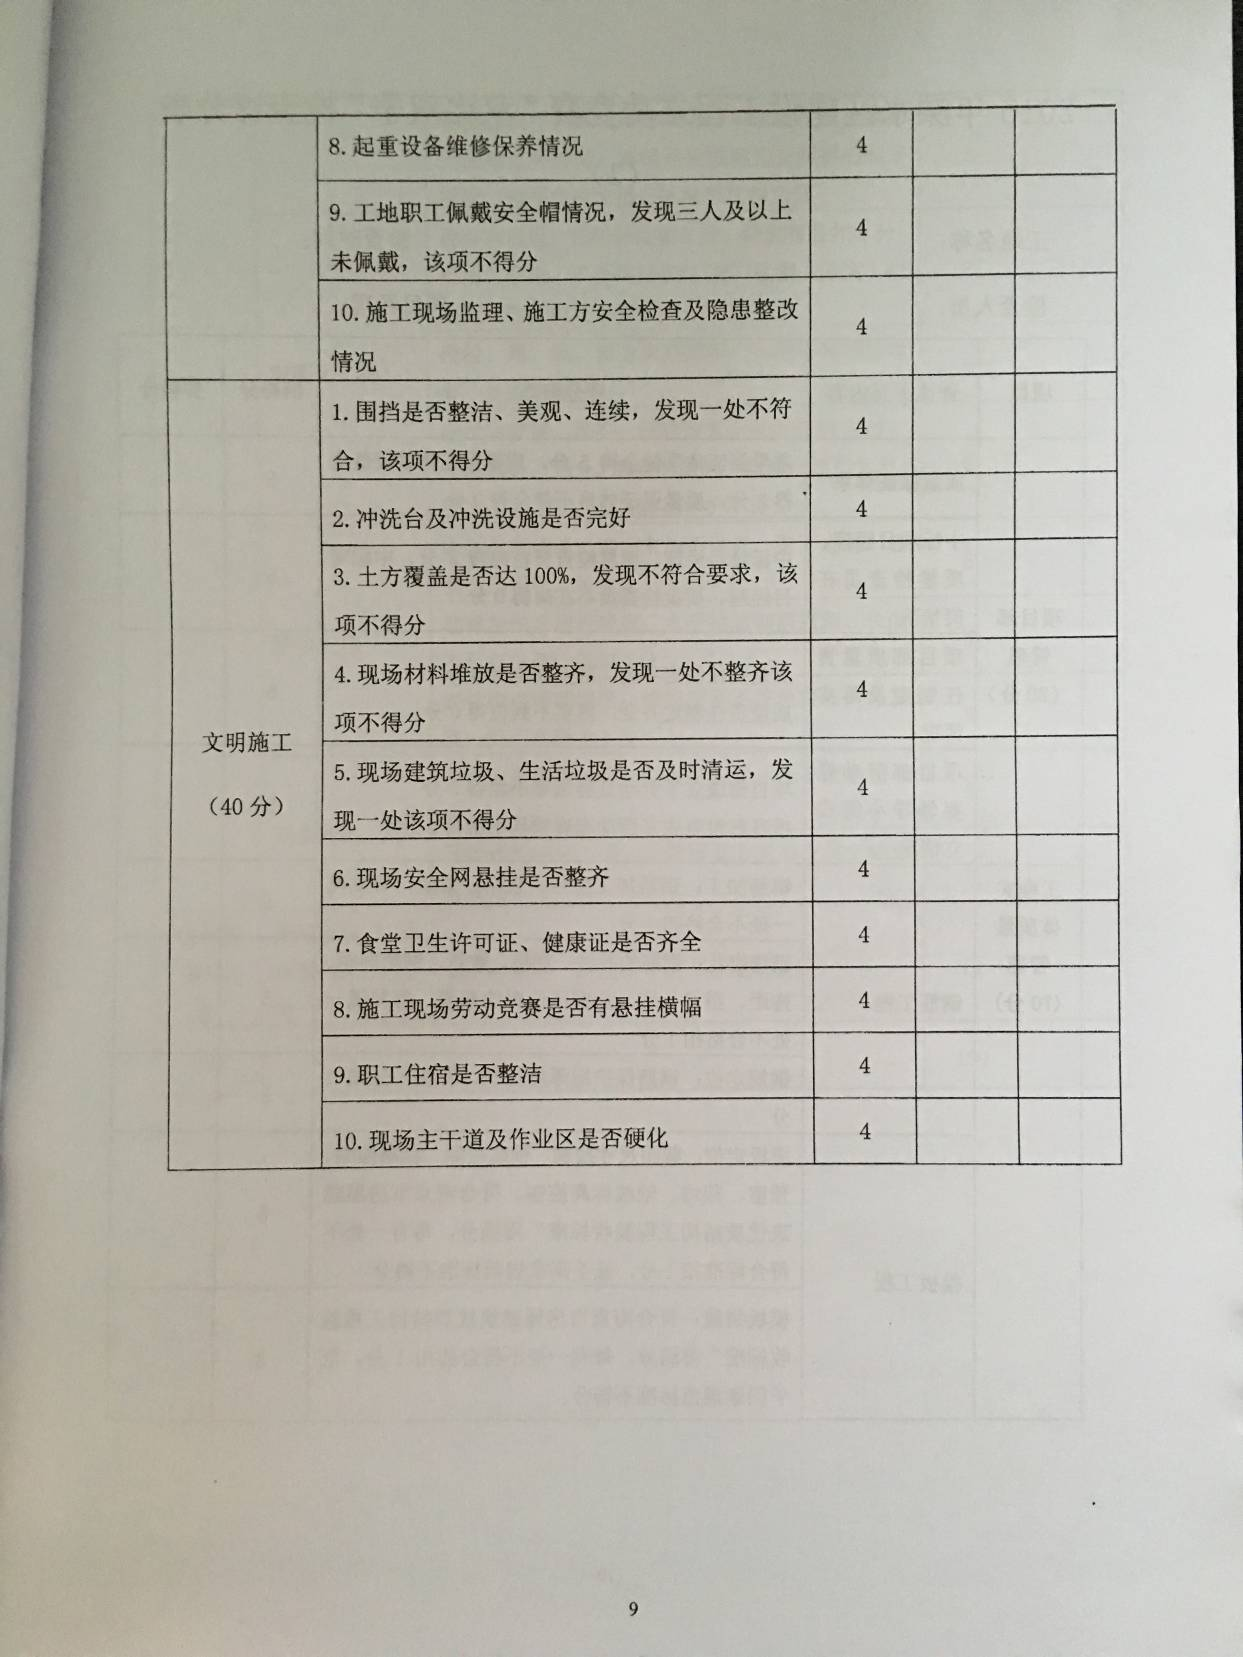 8.起重设备维修保养情况 4
9.工地职工佩戴安全帽情况，发现三人及以上
未佩戴，该项不得分 4
10.施工现场监理、施工方安全检查及隐患整改
情况 4
文明施工
（40 分）
1.围挡是否整洁、美观、连续，发现一处不符
合，该项不得分 4
2.冲洗台及冲洗设施是否完好 4
3.土方覆盖是否达 100%，发现不符合要求，该
项不得分 4
4.现场材料堆放是否整齐，发现一处不整齐该
项不得分 4
5.现场建筑垃圾、生活垃圾是否及时清运，发
现一处该项不得分 4
6.现场安全网悬挂是否整齐 4
7.食堂卫生许可证、健康证是否齐全 4
8.施工现场劳动竞赛是否有悬挂横幅 4
9.职工住宿是否整洁 4
10.现场主干道及作业区是否硬化 4
9